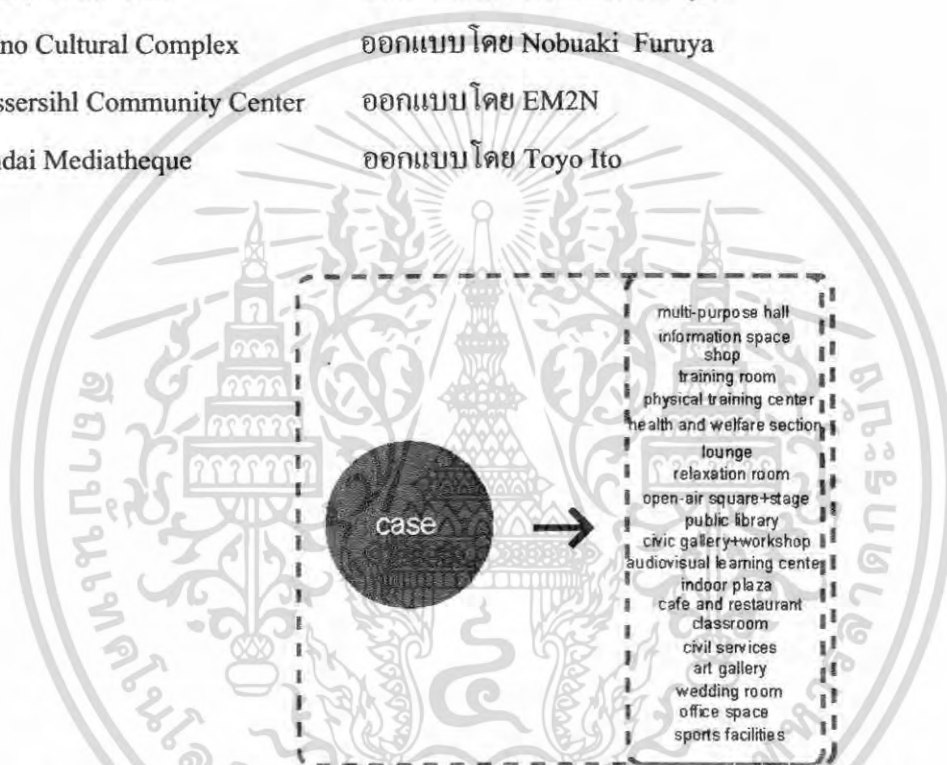 no Cultural Complex ออกแบบโดย Nobuaki Furuya
ssersihl Community Center ออกแบบโดย EM2N
ndai Mediatheque ออกแบบโดย Toyo Ito
multi-purpose hall
information space
shop
training room
physical training center
health and welfare section
lounge
relaxation room
open-air square+stage
public library
civic gallery+workshop
audiovisual learning center
indoor plaza
cafe and restaurant
classroom
civil services
art gallery
wedding room
office space
sports facilities
case